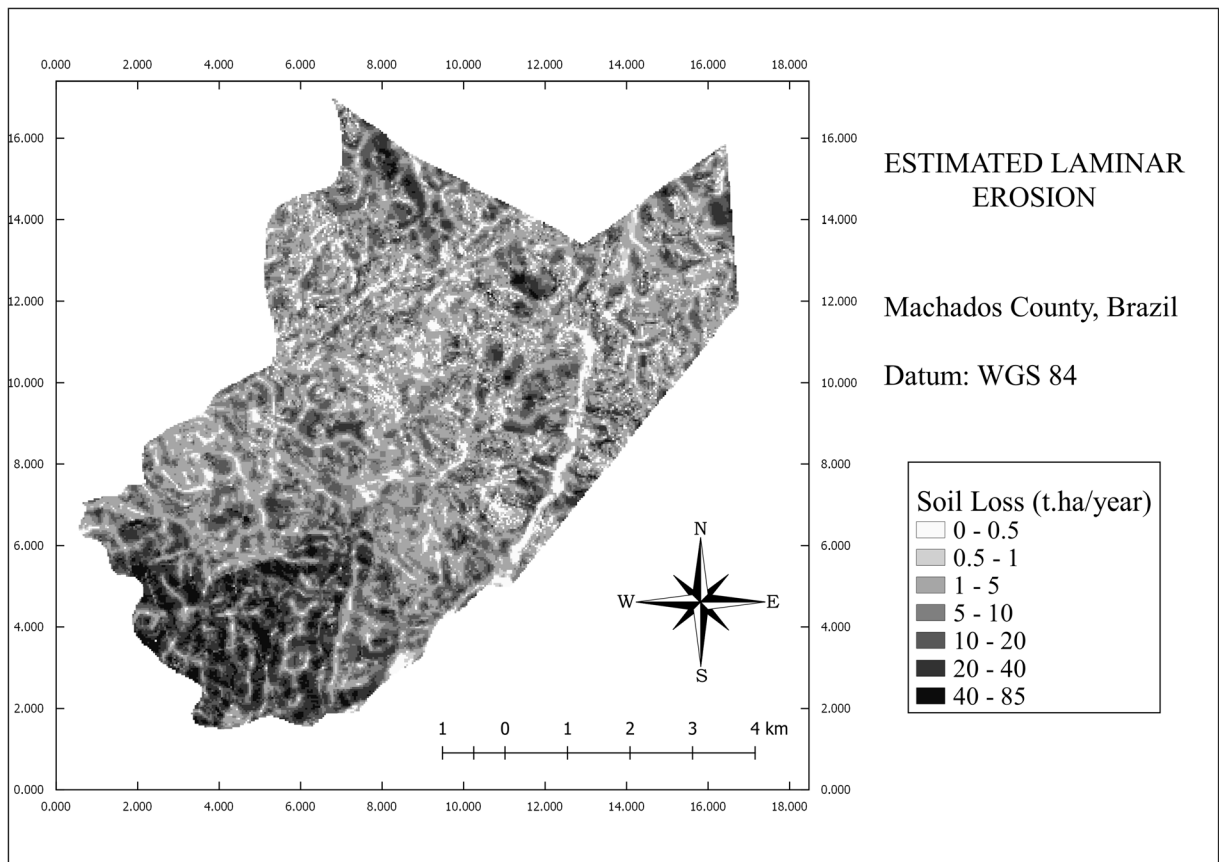 0.000 2.000 4.000 6.000 8.000 10.000 12.000 14.000 16.000 18.000
16.000 16.000
14.000 14.000
12.000 12.000
10.000 10.000
8.000 8.000
6.000 6.000
4.000 4.000
2.000 2.000
0.000 0.000
0.000 2.000 4.000 6.000 8.000 10.000 12.000 14.000 16.000 18.000
N
W E
S
1 0 1 2 3 4 km
ESTIMATED LAMINAR
EROSION
Machados County, Brazil
Datum: WGS 84
Soil Loss (t.ha/year)
0 - 0.5
0.5 - 1
1 - 5
5 - 10
10 - 20
20 - 40
40 - 85